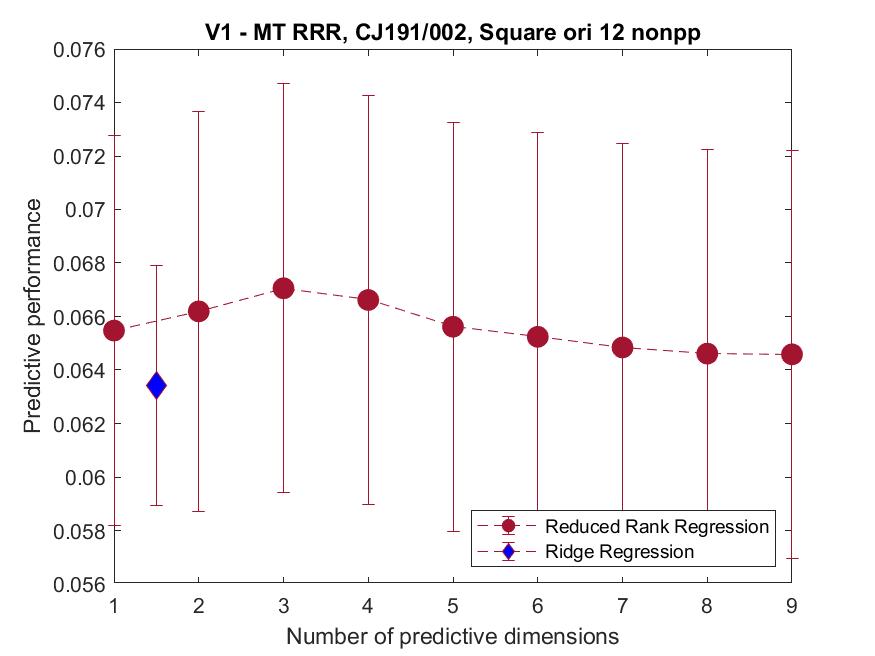 V1 - MT RRR, CJ191/002, Square ori 12 nonpp
0.076
0.074
0.072
0.07
0.068
0.066
0.064
0.062
0.06
0.058
0.056
Predictive performance
Reduced Rank Regression
Ridge Regression
1 2 3 4 5 6 7 8 9
Number of predictive dimensions